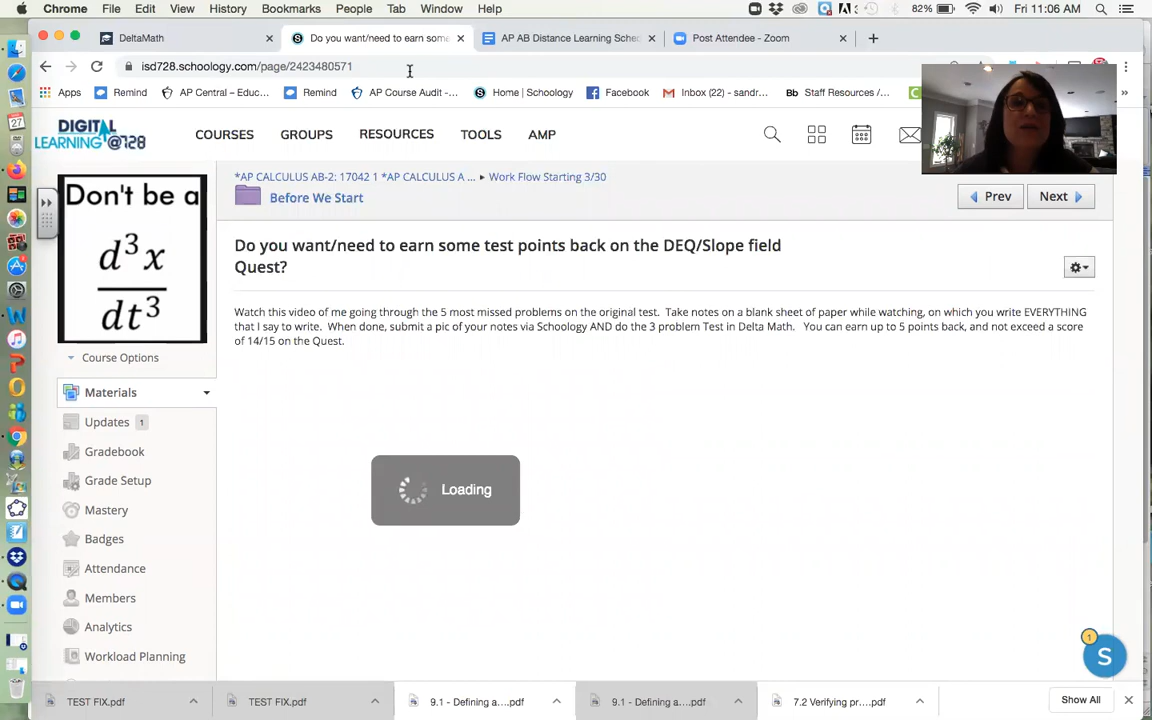 Chrome File Edit View History Bookmarks People Tab Window Help 82% Fri 11:06 AM
DeltaMath Do you want/need to earn som AP AB Distance Learning Sche Post Attendee - Zoom
isd728.schoology.com/page/2423480571
Apps Remind AP Central – Educ... Remind AP Course Audit -... Home | Schoology Facebook Inbox (22) - sandr... Bb Staff Resources /...
DIGITAL LEARNING @128 COURSES GROUPS RESOURCES TOOLS AMP
*AP CALCULUS AB-2: 17042 1 *AP CALCULUS A ... ▸ Work Flow Starting 3/30
Before We Start
Prev Next
Don't be a
d³x
dt³
Do you want/need to earn some test points back on the DEQ/Slope field
Quest?
Watch this video of me going through the 5 most missed problems on the original test. Take notes on a blank sheet of paper while watching, on which you write EVERYTHING
that I say to write. When done, submit a pic of your notes via Schoology AND do the 3 problem Test in Delta Math. You can earn up to 5 points back, and not exceed a score
of 14/15 on the Quest.
Course Options
Materials
Updates 1
Gradebook
Grade Setup
Mastery
Badges
Attendance
Members
Analytics
Workload Planning
Loading
1
S
TEST FIX.pdf TEST FIX.pdf 9.1 - Defining a....pdf 9.1 - Defining a....pdf 7.2 Verifying pr....pdf Show All